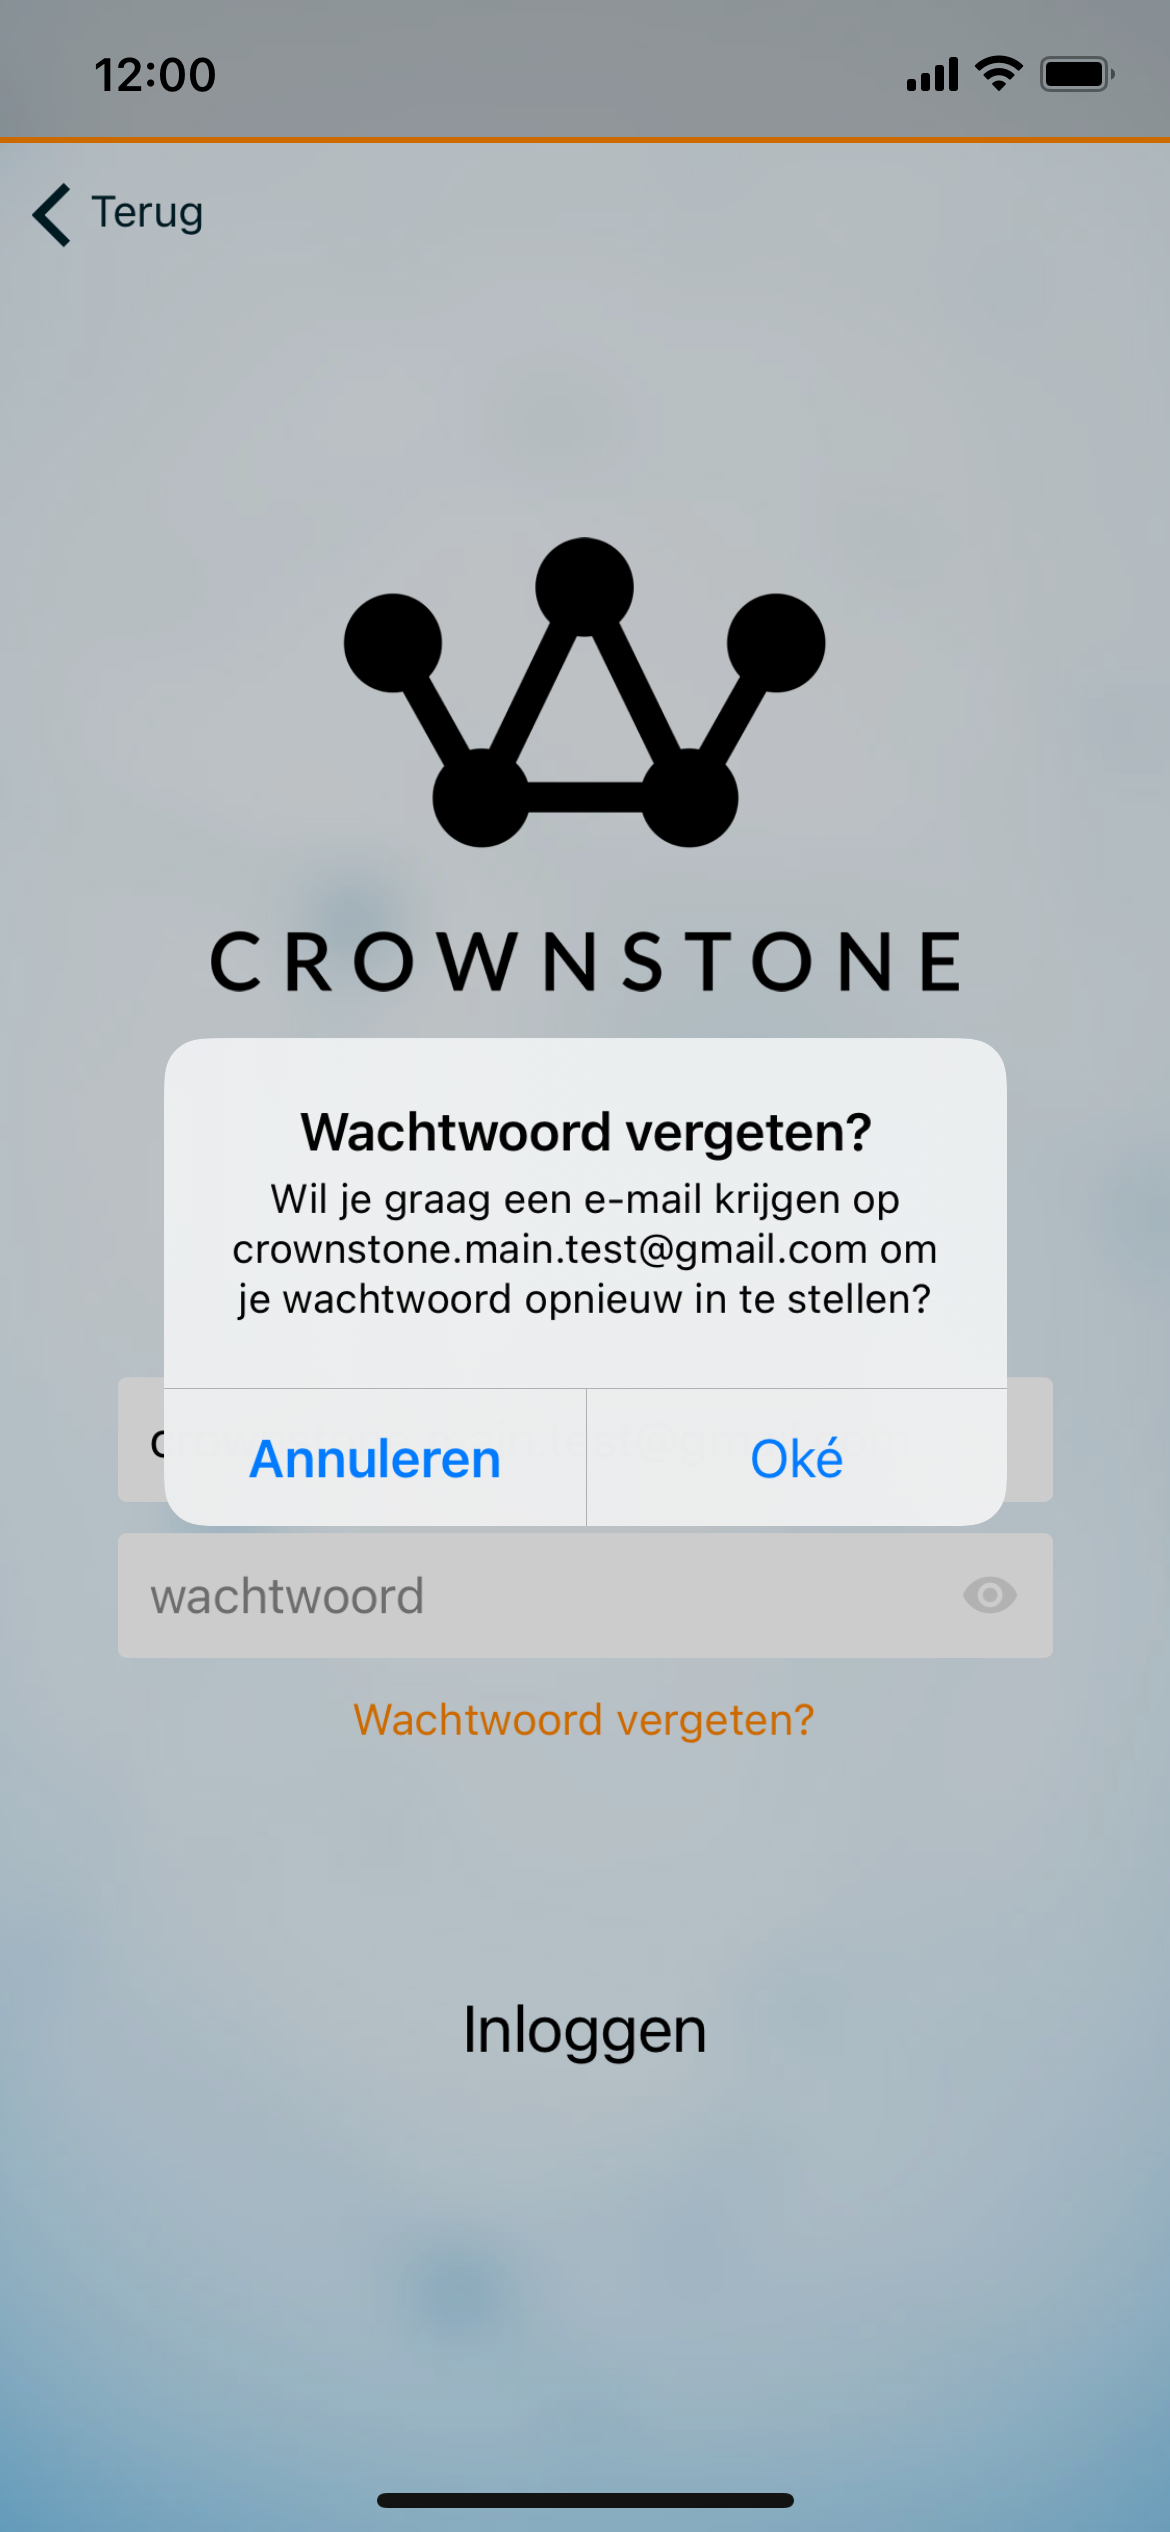 12:00
Terug
CROWNSTONE
Wachtwoord vergeten?
Wil je graag een e-mail krijgen op
crownstone.main.test@gmail.com om
je wachtwoord opnieuw in te stellen?
Annuleren
Oké
wachtwoord
Wachtwoord vergeten?
Inloggen